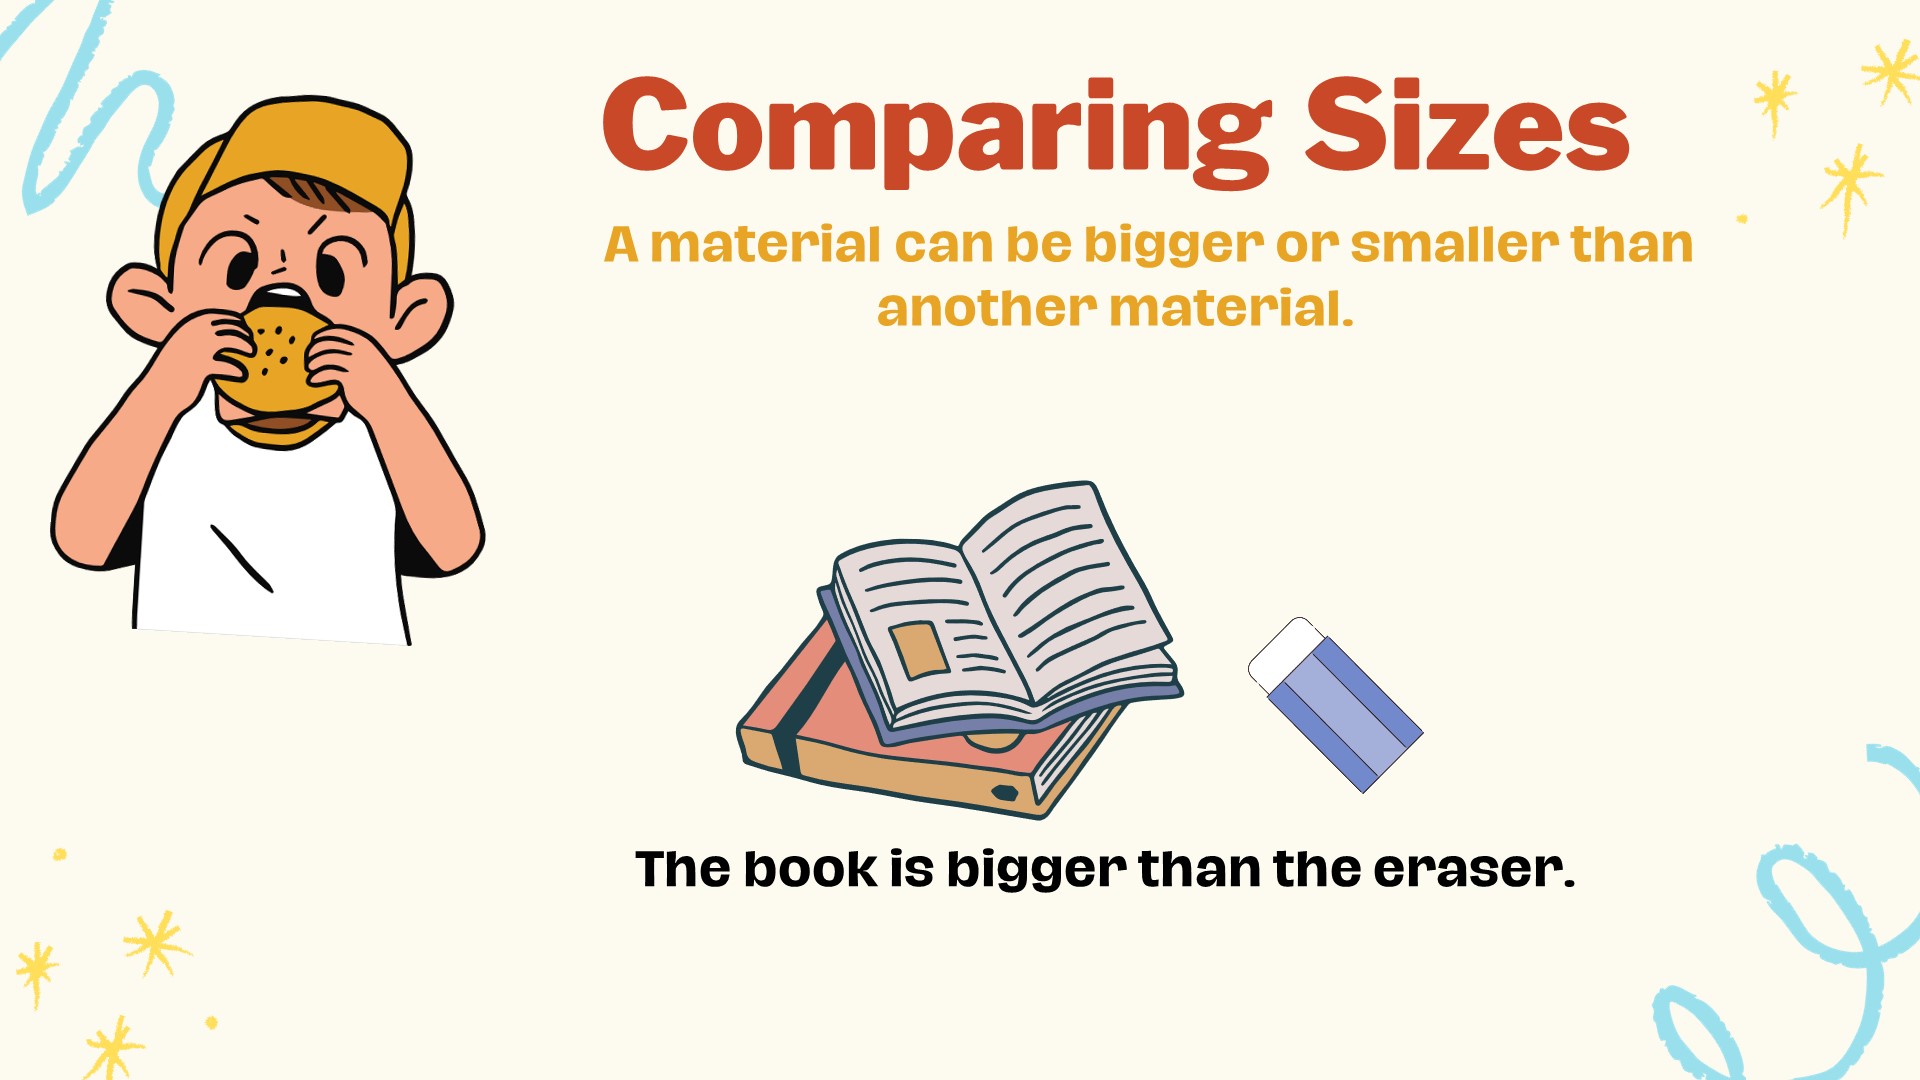 Comparing Sizes
A material can be bigger or smaller than
another material.
The book is bigger than the eraser.